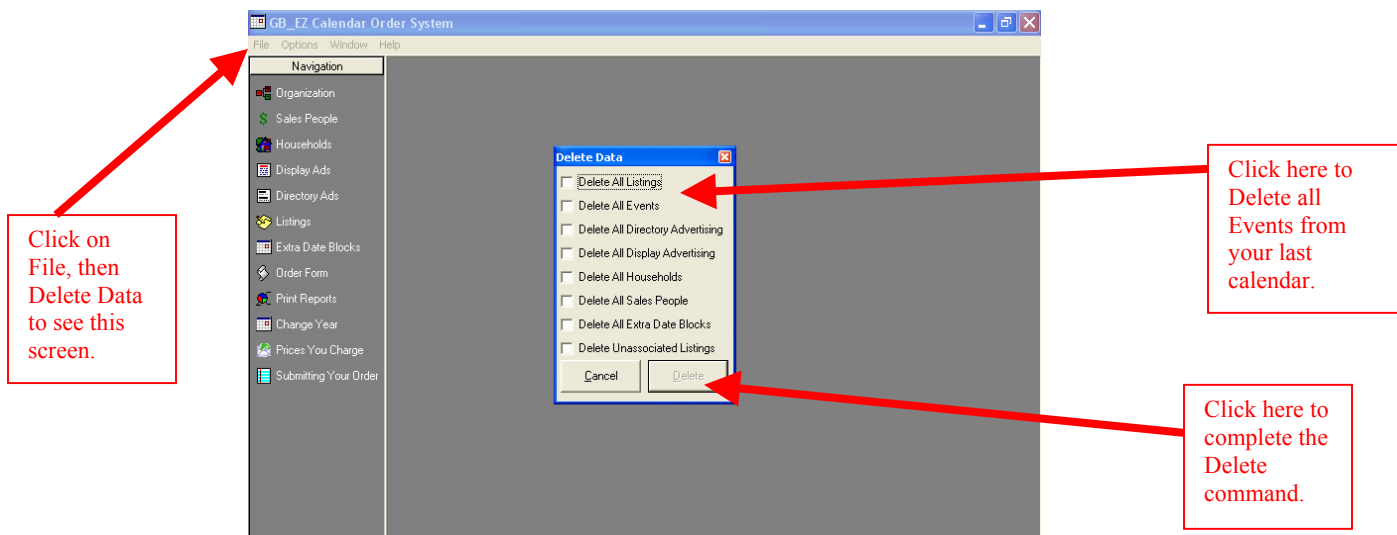 GB_EZ Calendar Order System
File Options Window Help
Navigation
Organization
Sales People
Households
Display Ads
Directory Ads
Listings
Extra Date Blocks
Order Form
Print Reports
Change Year
Prices You Charge
Submitting Your Order
Delete Data
Delete All Listings
Delete All Events
Delete All Directory Advertising
Delete All Display Advertising
Delete All Households
Delete All Sales People
Delete All Extra Date Blocks
Delete Unassociated Listings
Cancel Delete
Click on
File, then
Delete Data
to see this
screen.
Click here to
Delete all
Events from
your last
calendar.
Click here to
complete the
Delete
command.